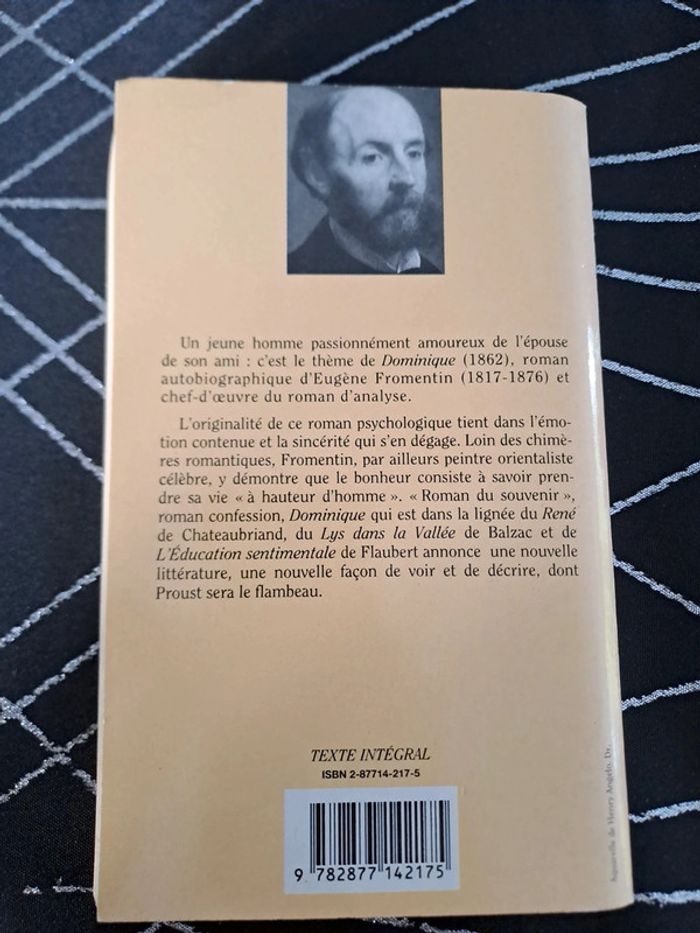 Un jeune homme passionnément amoureux de l'épouse
de son ami : c'est le thème de Dominique (1862), roman
autobiographique d'Eugène Fromentin (1817-1876) et
chef-d'œuvre du roman d'analyse.
L'originalité de ce roman psychologique tient dans l'émo-
tion contenue et la sincérité qui s'en dégage. Loin des chimè-
res romantiques, Fromentin, par ailleurs peintre orientaliste
célèbre, y démontre que le bonheur consiste à savoir pren-
dre sa vie « à hauteur d'homme ». « Roman du souvenir »,
roman confession, Dominique qui est dans la lignée du René
de Chateaubriand, du Lys dans la Vallée de Balzac et de
L'Éducation sentimentale de Flaubert annonce une nouvelle
littérature, une nouvelle façon de voir et de décrire, dont
Proust sera le flambeau.
TEXTE INTÉGRAL
ISBN 2-87714-217-5
9 782877 142175
Aquarelle de Henry Angelo.